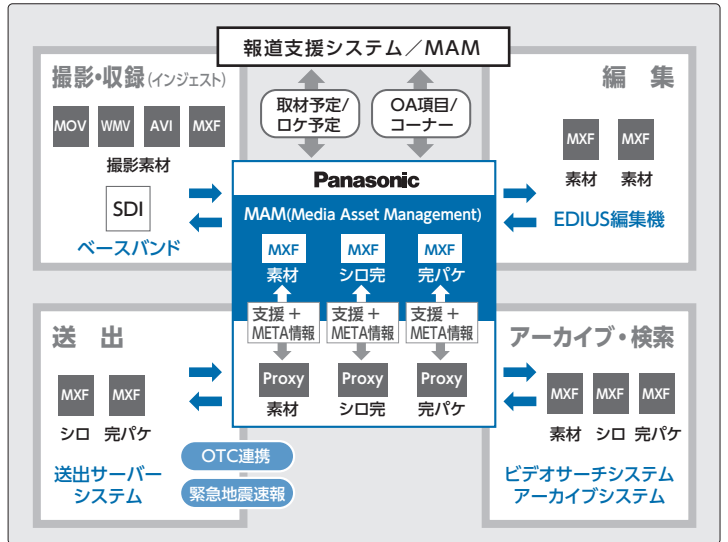 報道支援システム／MAM
撮影・収録(インジェスト)
MOV WMV AVI MXF
撮影素材
SDI
ベースバンド
取材予定/
ロケ予定
OA項目/
コーナー
編 集
MXF MXF
素材 素材
EDIUS編集機
Panasonic
MAM(Media Asset Management)
MXF MXF MXF
素材 シロ完 完パケ
支援＋ 支援＋ 支援＋
META情報 META情報 META情報
Proxy Proxy Proxy
素材 シロ完 完パケ
送 出
MXF MXF
シロ 完パケ
送出サーバー
システム
OTC連携
緊急地震速報
アーカイブ・検索
MXF MXF MXF
素材 シロ 完パケ
ビデオサーチシステム
アーカイブシステム